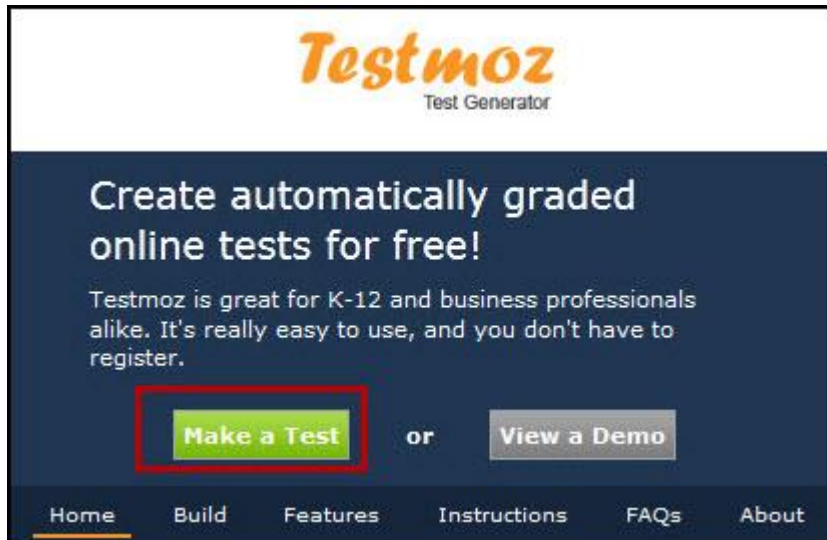 Testmoz
Test Generator
Create automatically graded
online tests for free!
Testmoz is great for K-12 and business professionals
alike. It's really easy to use, and you don't have to
register.
Make a Test or View a Demo
Home Build Features Instructions FAQs About